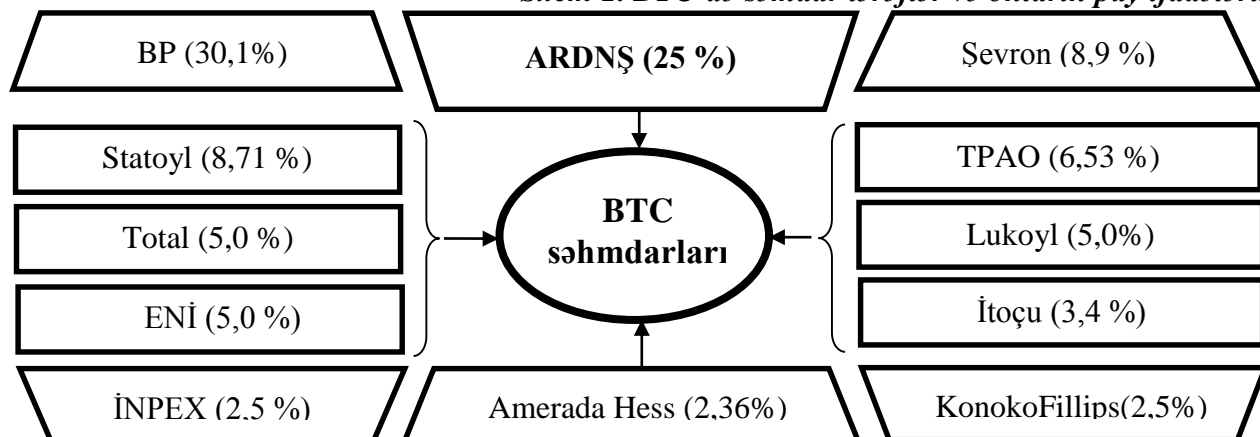 BP (30,1%)
ARDNŞ (25 %)
Şevron (8,9 %)
Statoyl (8,71 %)
TPAO (6,53 %)
BTC
səhmdarları
Total (5,0 %)
Lukoyl (5,0%)
ENİ (5,0 %)
İtoçu (3,4 %)
İNPEX (2,5 %)
Amerada Hess (2,36%)
KonokoFillips(2,5%)